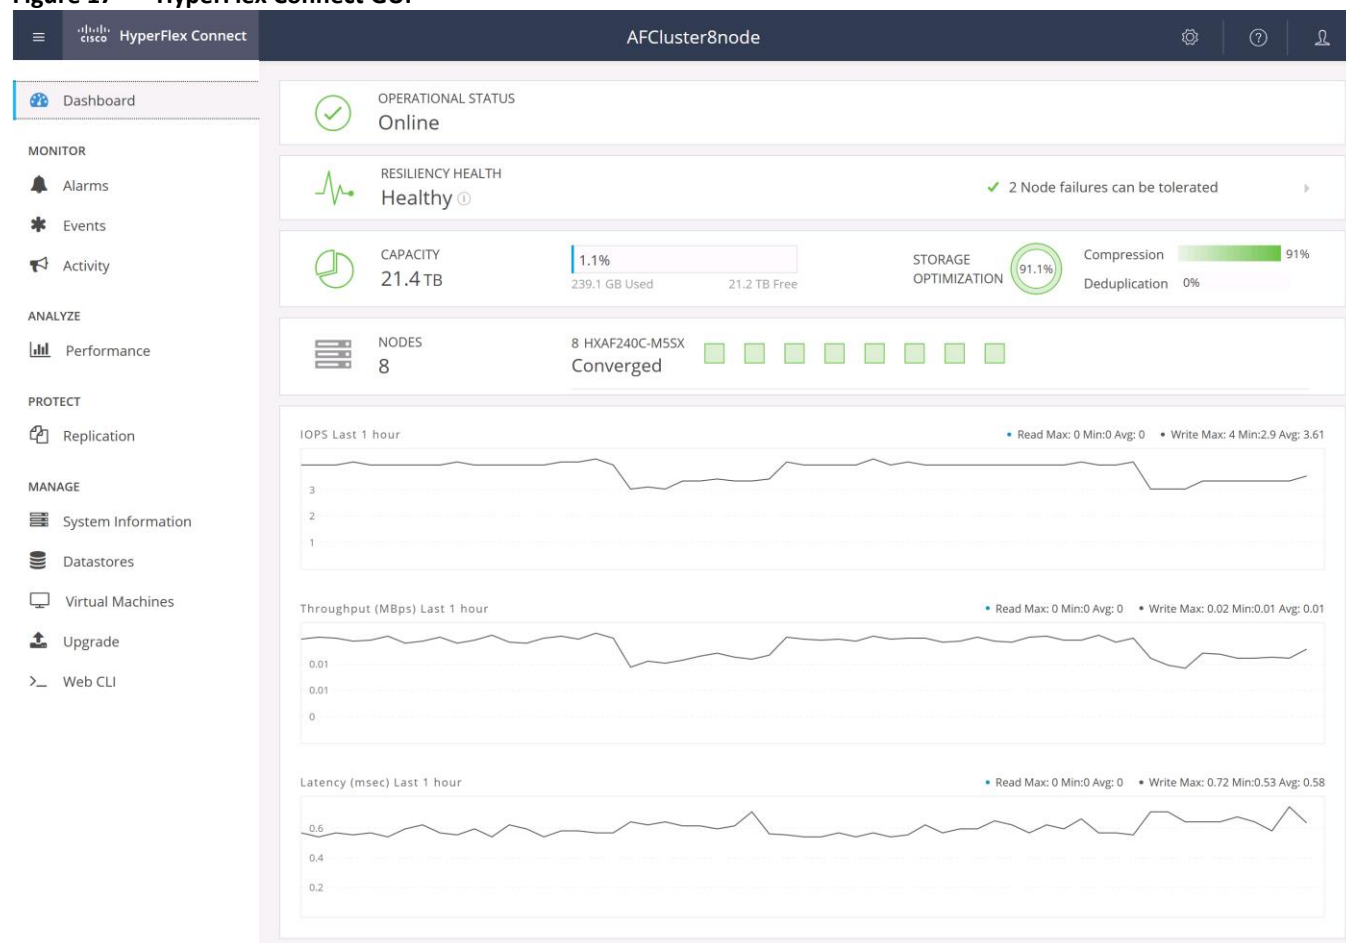 Figure 17 HyperFlex Connect GUI
cisco HyperFlex Connect
AFCluster8node
Dashboard
MONITOR
Alarms
Events
Activity
ANALYZE
Performance
PROTECT
Replication
MANAGE
System Information
Datastores
Virtual Machines
Upgrade
>_ Web CLI
OPERATIONAL STATUS
Online
RESILIENCY HEALTH
Healthy
2 Node failures can be tolerated
CAPACITY
21.4 TB
1.1%
239.1 GB Used 21.2 TB Free
STORAGE
OPTIMIZATION
91.1%
Compression 91%
Deduplication 0%
NODES
8
8 HXAF240C-M5SX
Converged
IOPS Last 1 hour
• Read Max: 0 Min:0 Avg: 0 • Write Max: 4 Min:2.9 Avg: 3.61
3
2
1
Throughput (MBps) Last 1 hour
• Read Max: 0 Min:0 Avg: 0 • Write Max: 0.02 Min:0.01 Avg: 0.01
0.01
0.01
0
Latency (msec) Last 1 hour
• Read Max: 0 Min:0 Avg: 0 • Write Max: 0.72 Min:0.53 Avg: 0.58
0.6
0.4
0.2